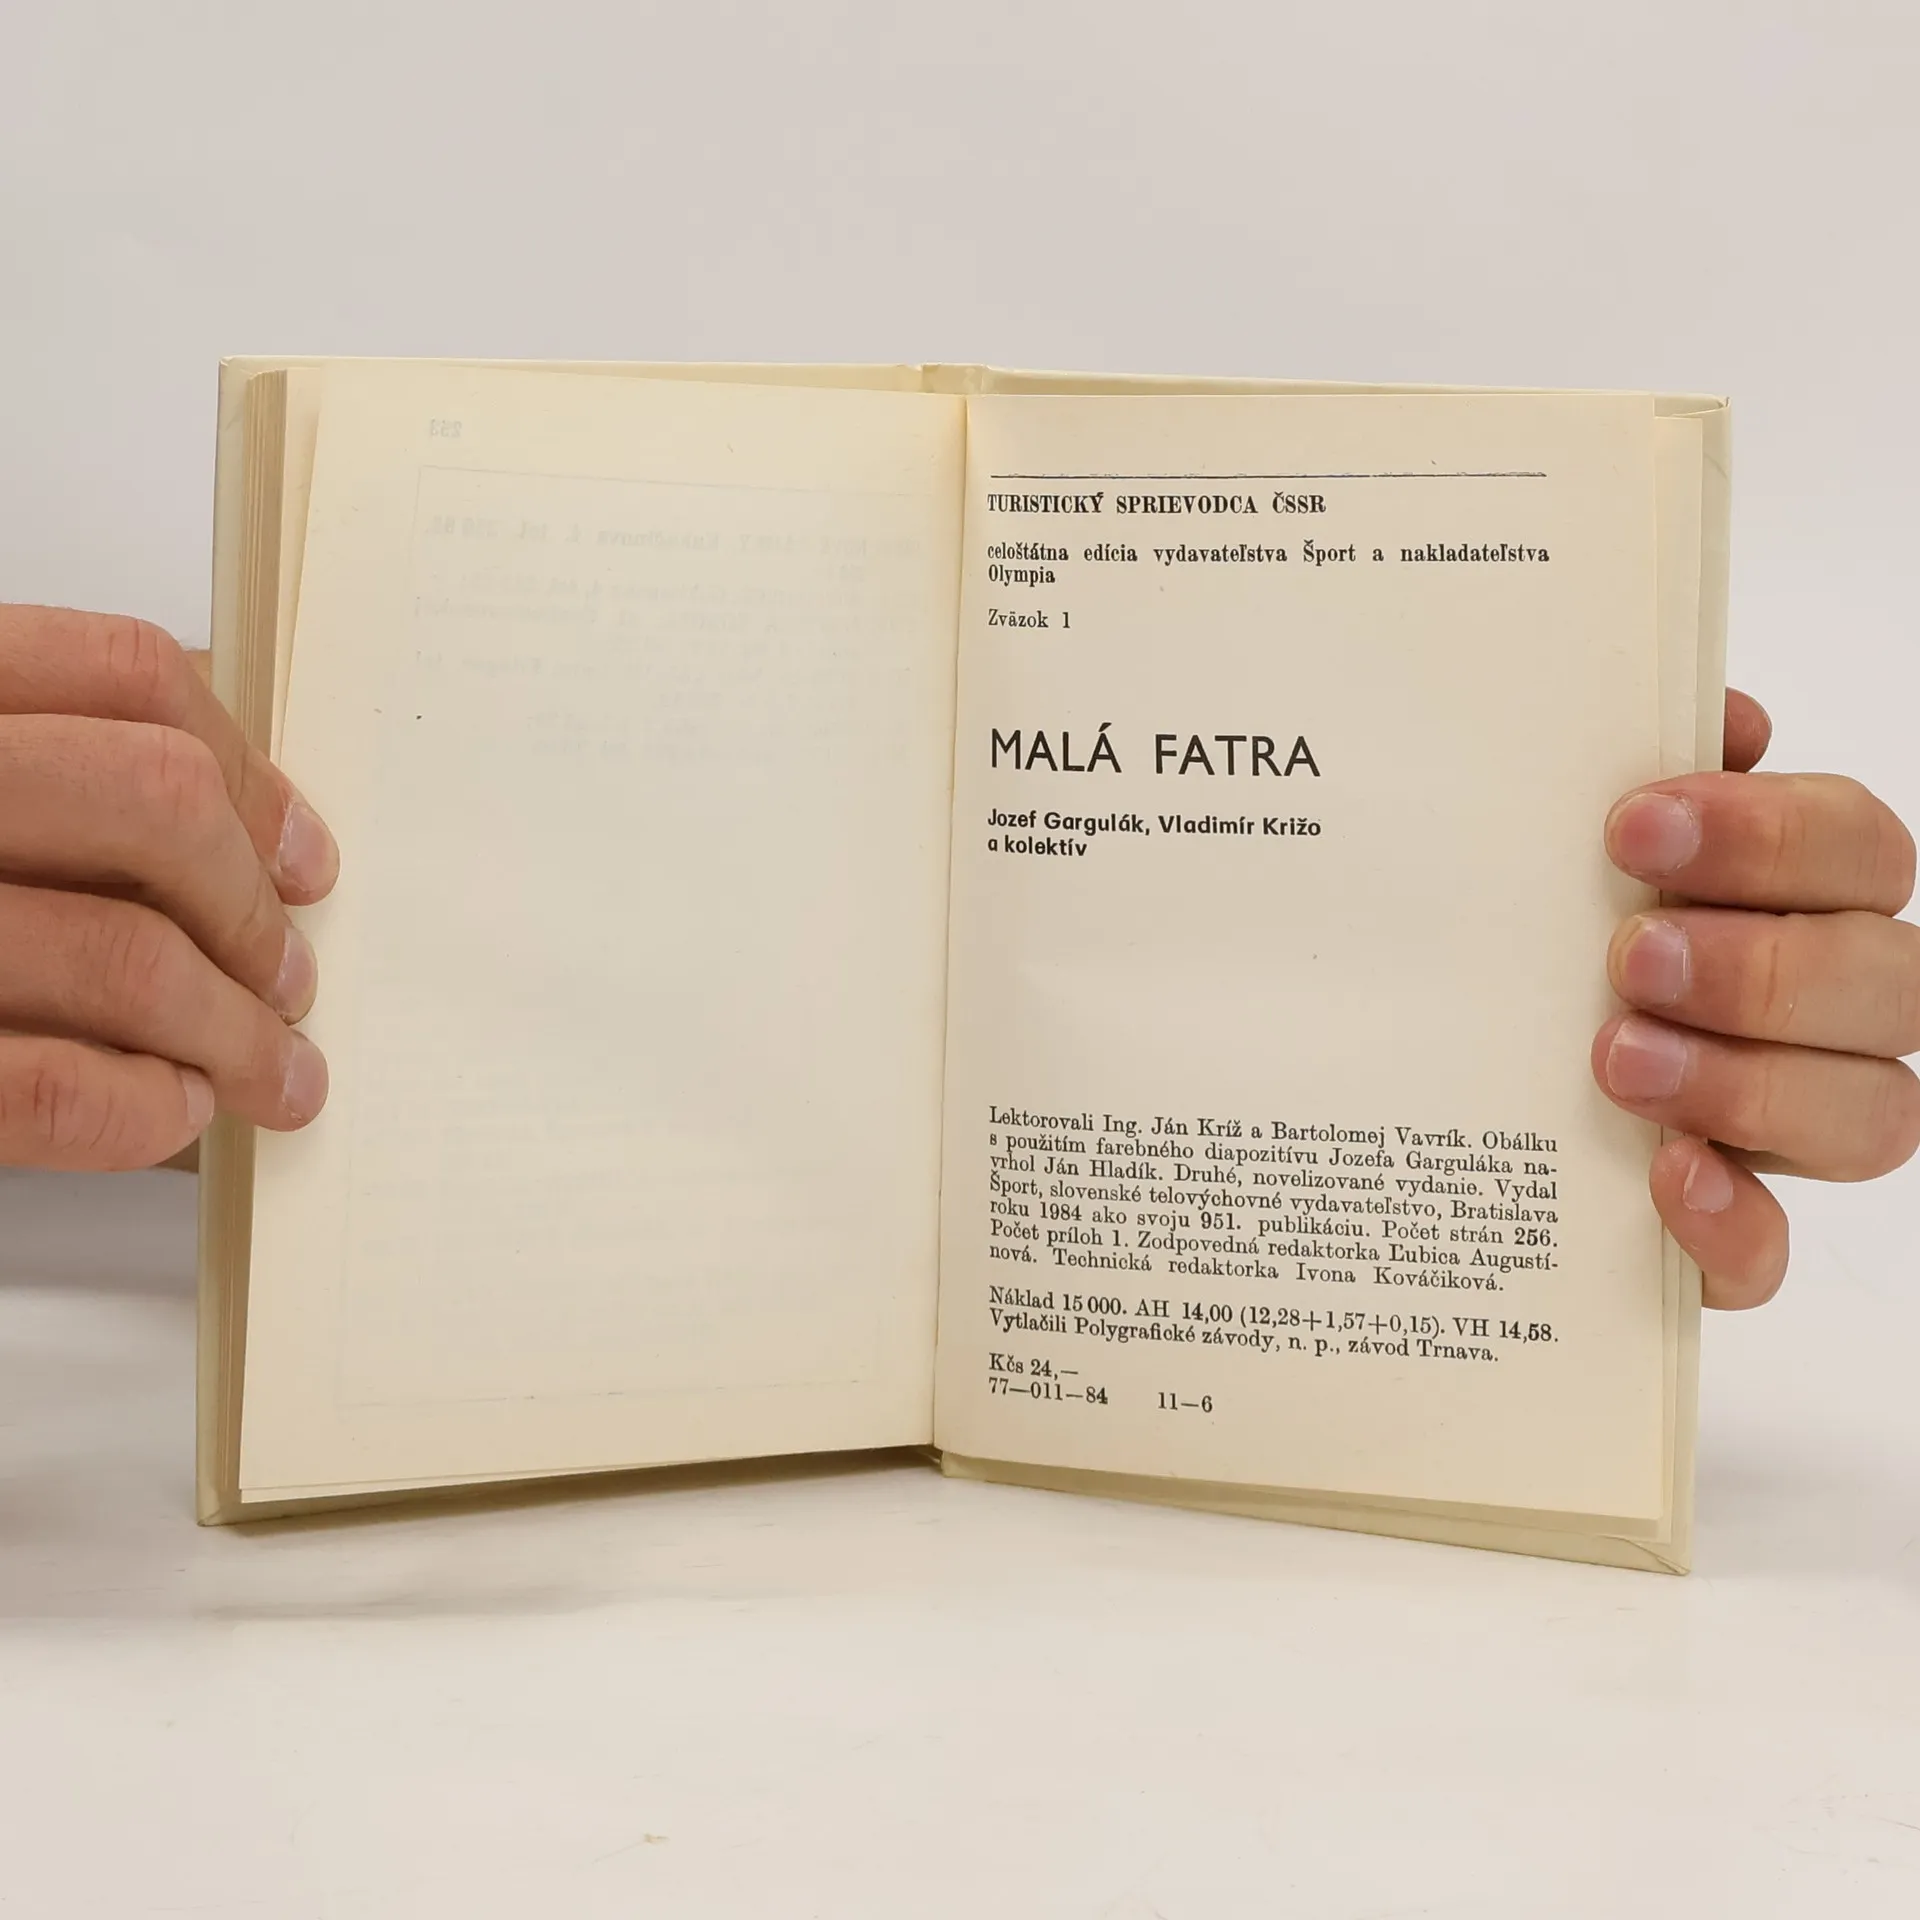 TURISTICKÝ SPRIEVODCA ČSSR
celoštátna edícia vydavateľstva Šport a nakladateľstva
Olympia
Zväzok 1
MALÁ FATRA
Jozef Gargulák, Vladimír Križo
a kolektív
Lektorovali Ing. Ján Kríž a Bartolomej Vavrík. Obálku
s použitím farebného diapozitívu Jozefa Garguláka na-
vrhol Ján Hladík. Druhé, novelizované vydanie. Vydal
Šport, slovenské telovýchovné vydavateľstvo, Bratislava
roku 1984 ako svoju 951. publikáciu. Počet strán 256.
Počet príloh 1. Zodpovedná redaktorka Ľubica Augustí-
nová. Technická redaktorka Ivona Kováčiková.
Náklad 15 000. AH 14,00 (12,28+1,57+0,15). VH 14,58.
Vytlačili Polygrafické závody, n. p., závod Trnava.
Kčs 24,—
77—011—84 11—6